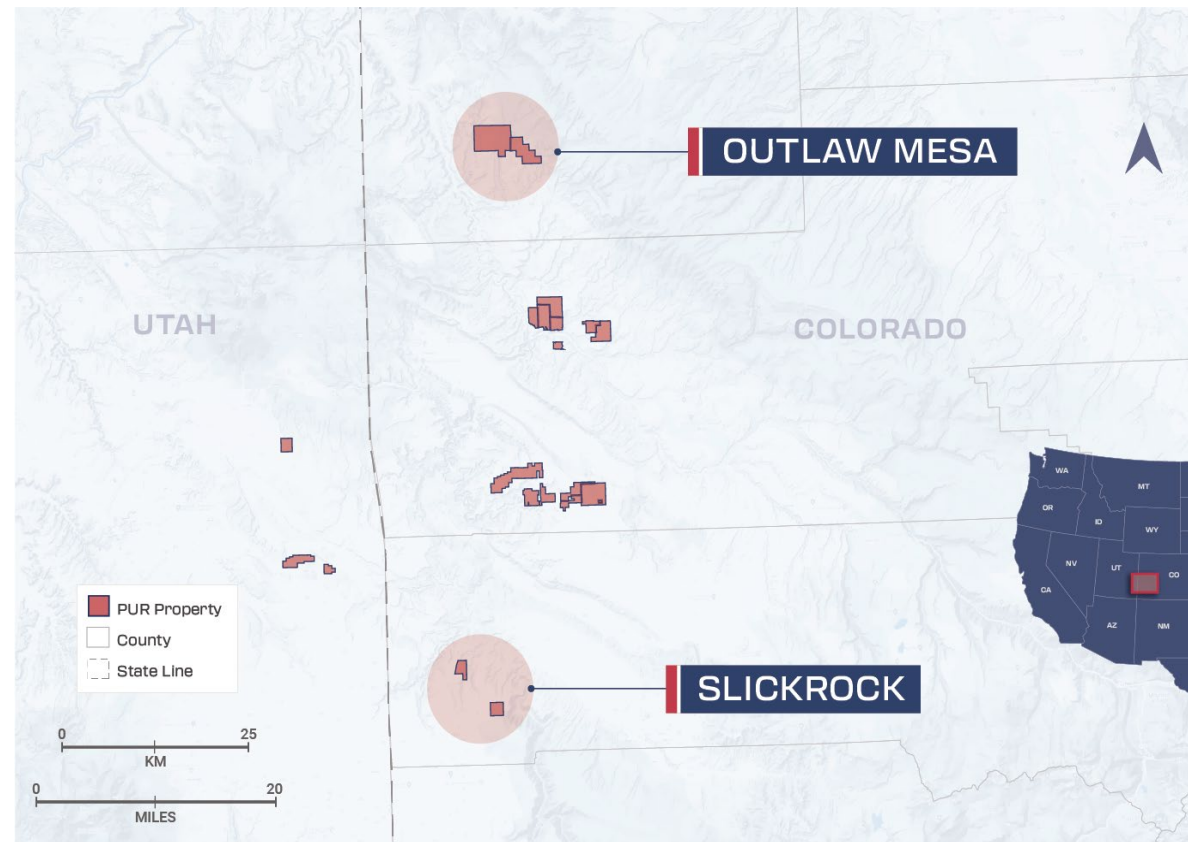 OUTLAW MESA
UTAH
COLORADO
WA
MT
OR
ID
WY
NV
UT
CO
CA
AZ
NM
PUR Property
County
State Line
SLICKROCK
0 25
KM
0 20
MILES